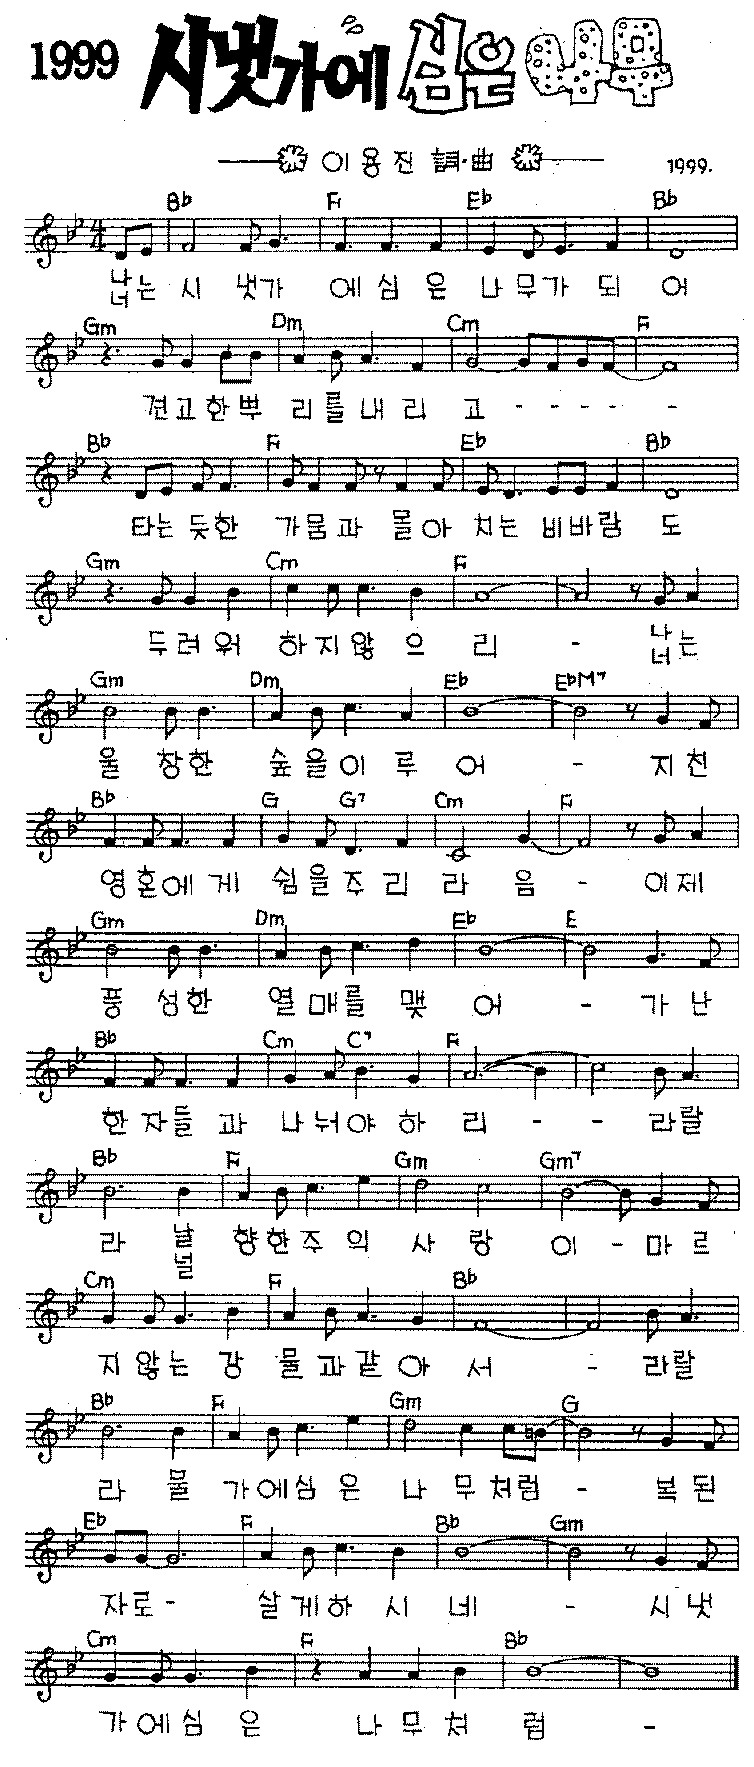 1999 시냇가에 심은 나무
이용진 詞·曲 1999.
Bb F Eb Bb
4 4
나는 시 냇가 에심 은 나무가 되 어
너
Gm Dm Cm F
견고한뿌 리를내 리 고 - - - - -
Bb F Eb Bb
타는 듯한 가뭄과 몰아 치는 비바람 도
Gm Cm F
두려워 하지않 으 리 - 나는
너
Gm Dm Eb EbM7
울 창한 숲을이 루 어 - 지친
Bb G G7 Cm F
영혼에 게 쉼을주 리 라 음 - 이제
Gm Dm Eb E
풍 성한 열매를 맺 어 - 가난
Bb Cm C7 F
한 자들 과 나눠야 하 리 - - 라랄
Bb F Gm Gm7
라 날 향한주 의 사 랑 이 - 마르
널
Cm F Bb
지않는 강 물과같 아 서 - 라랄
Bb F Gm G
라 물 가에심 은 나 무 처럼 - 복된
Eb F Bb Gm
자로- 살게하 시 네 - 시냇
Cm F Bb
가에심 은 나무처 럼 -